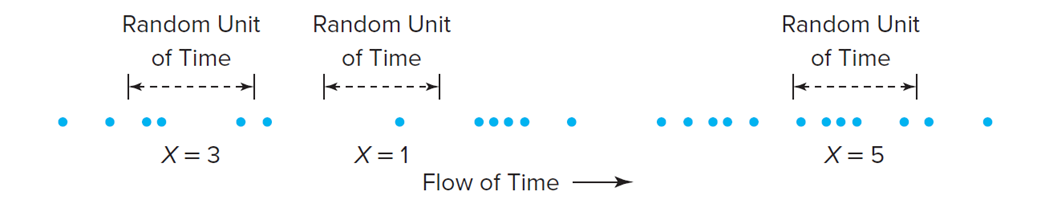 Random Unit
of Time
Random Unit
of Time
Random Unit
of Time
X = 3
X = 1
X = 5
Flow of Time